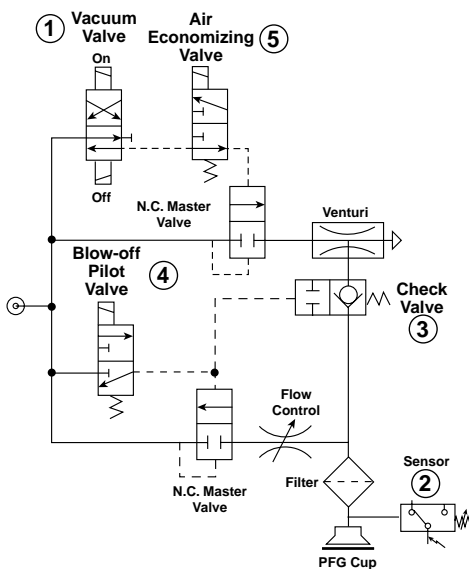 1
Vacuum
Valve
Air
Economizing
Valve
5
On
Off
N.C. Master
Valve
Venturi
Blow-off
Pilot
Valve
4
Check
Valve
3
Flow
Control
N.C. Master
Valve
Filter
Sensor
2
PFG Cup